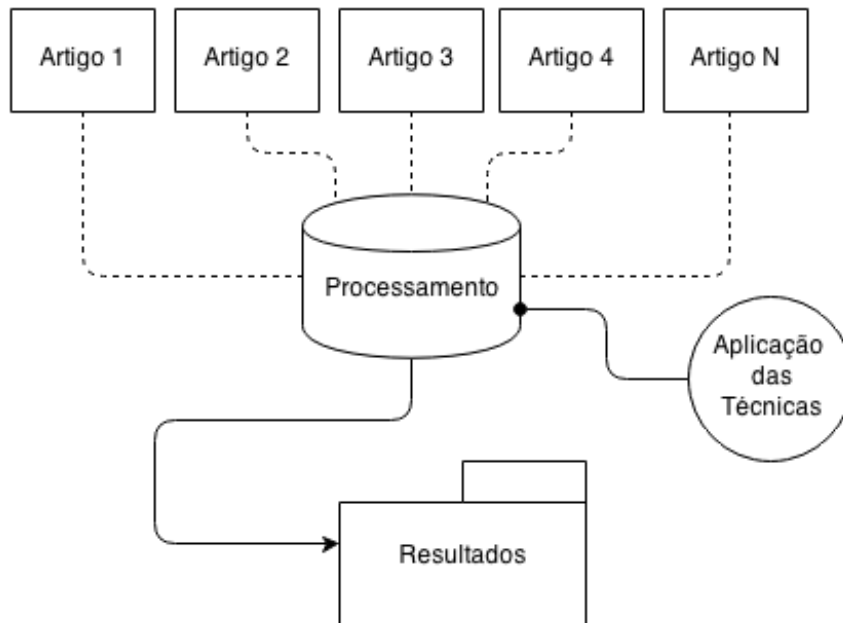 Artigo 1
Artigo 2
Artigo 3
Artigo 4
Artigo N
Processamento
Aplicação
das
Técnicas
Resultados